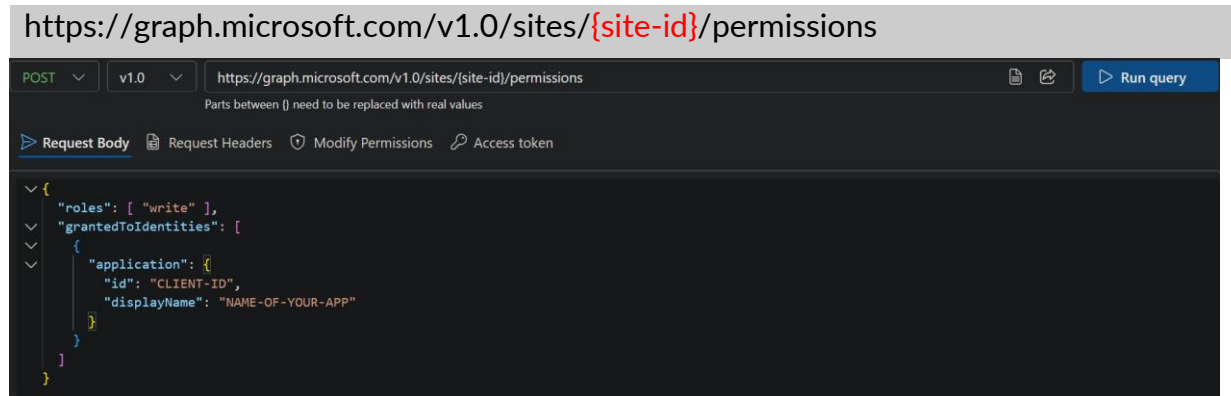 https://graph.microsoft.com/v1.0/sites/{site-id}/permissions
POST v1.0 https://graph.microsoft.com/v1.0/sites/{site-id}/permissions Run query
Parts between {} need to be replaced with real values
Request Body Request Headers Modify Permissions Access token
{
"roles": [ "write" ],
"grantedToIdentities": [
{
"application": {
"id": "CLIENT-ID",
"displayName": "NAME-OF-YOUR-APP"
}
}
]
}